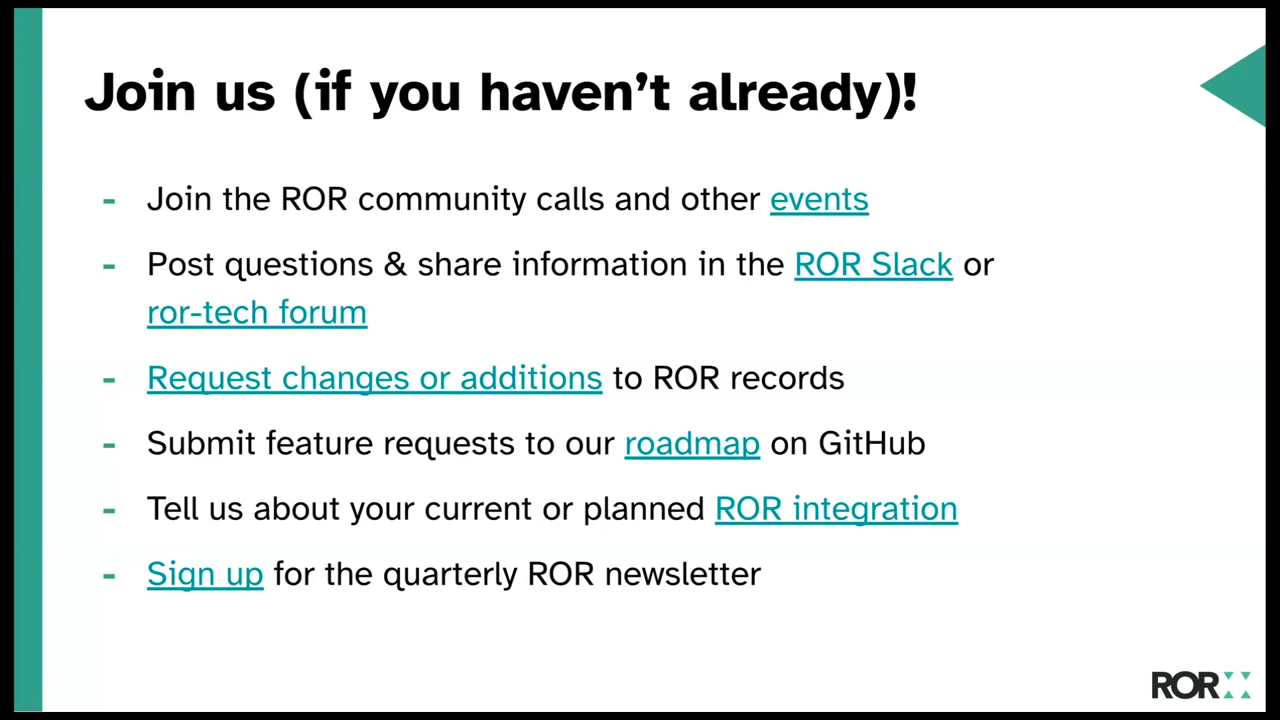 Join us (if you haven’t already)!
- Join the ROR community calls and other events
- Post questions & share information in the ROR Slack or
ror-tech forum
- Request changes or additions to ROR records
- Submit feature requests to our roadmap on GitHub
- Tell us about your current or planned ROR integration
- Sign up for the quarterly ROR newsletter
ROR